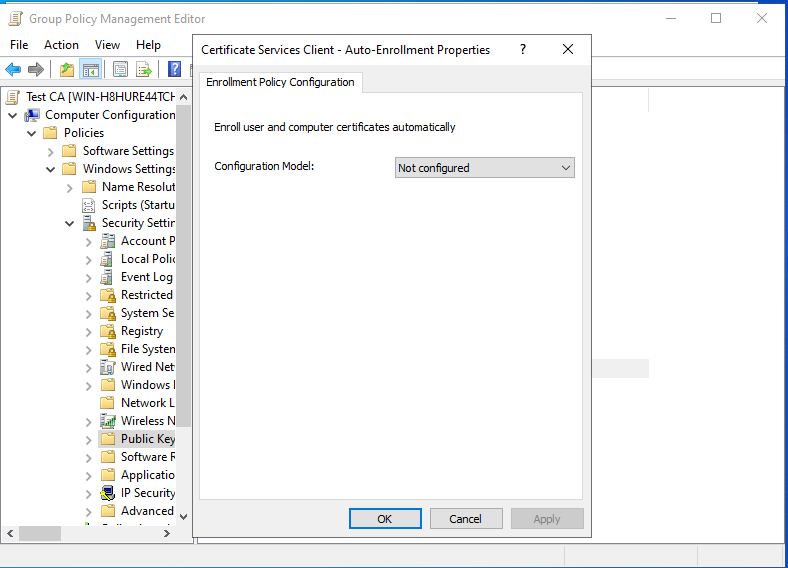 Group Policy Management Editor
File Action View Help
Certificate Services Client - Auto-Enrollment Properties ?
Enrollment Policy Configuration
Enroll user and computer certificates automatically
Configuration Model: Not configured
OK Cancel Apply
Test CA [WIN-H8HURE44TCH
Computer Configuration
Policies
Software Settings
Windows Settings
Name Resolut
Scripts (Startu
Security Settin
Account P
Local Polic
Event Log
Restricted
System Se
Registry
File System
Wired Net
Windows
Network L
Wireless N
Public Key
Software R
Applicatio
IP Security
Advanced